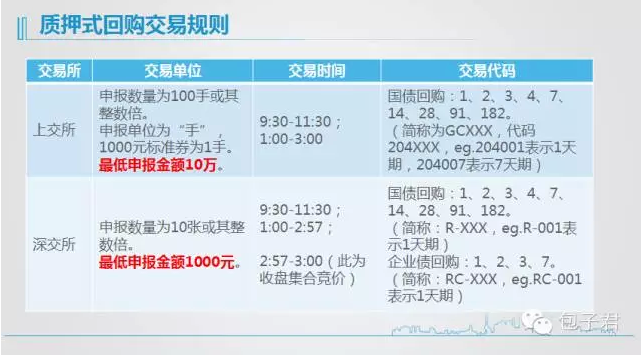 质押式回购交易规则
交易所
交易单位
交易时间
交易代码
上交所
申报数量为100手或其
整数倍。
申报单位为“手”，
1000元标准券为1手。
最低申报金额10万。
9:30-11:30；
1:00-3:00
国债回购：1、2、3、4、7、
14、28、91、182。
（简称为GCXXX，代码
204XXX，eg.204001表示1天
期，204007表示7天期）
深交所
申报数量为10张或其整
数倍。
最低申报金额1000元。
9:30-11:30；
1:00-2:57；
2:57-3:00（此为
收盘集合竞价）
国债回购：1、2、3、4、7、
14、28、91、182。
（简称：R-XXX，eg.R-001表
示1天期）
企业债回购：1、2、3、7。
（简称：RC-XXX，eg.RC-001
表示1天期）
包子君